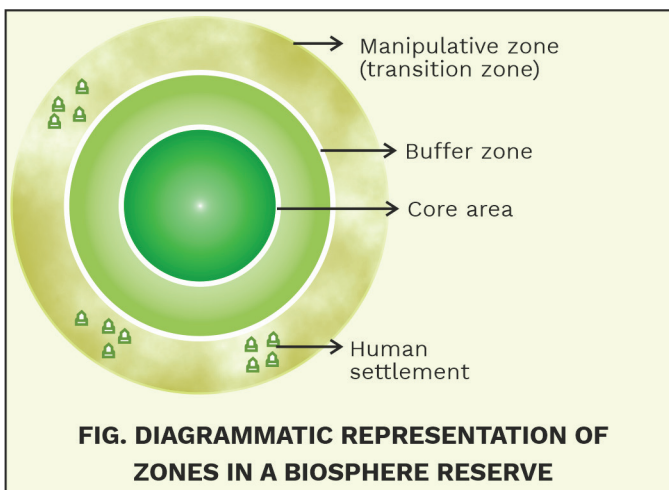 Manipulative zone
(transition zone)
Buffer zone
Core area
Human
settlement
FIG. DIAGRAMMATIC REPRESENTATION OF
ZONES IN A BIOSPHERE RESERVE